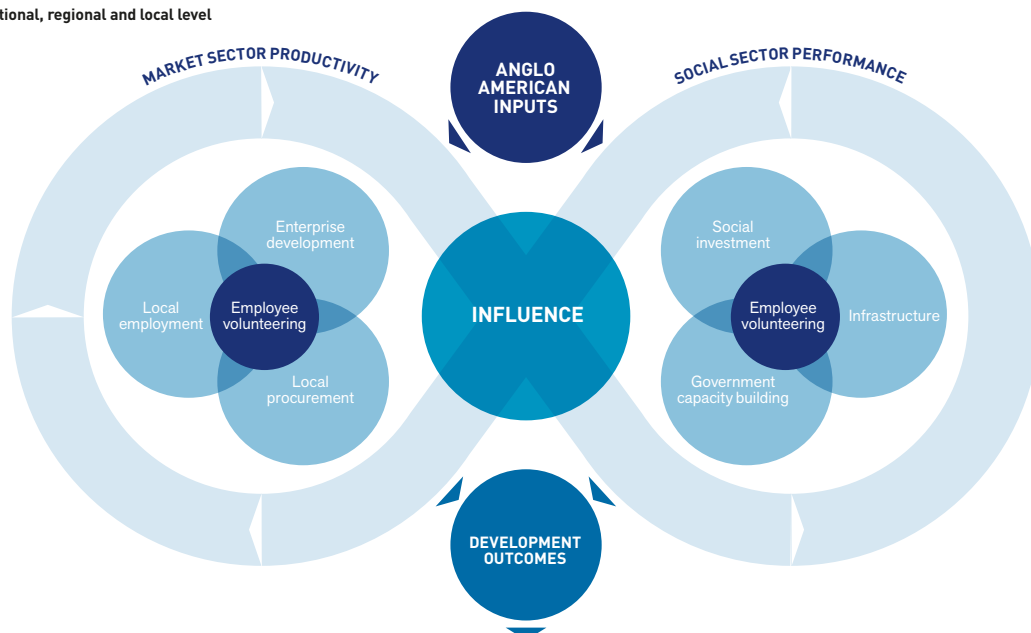 tional, regional and local level
MARKET SECTOR PRODUCTIVITY
ANGLO
AMERICAN
INPUTS
SOCIAL SECTOR PERFORMANCE
Enterprise
development
Local
employment
Employee
volunteering
Local
procurement
INFLUENCE
Social
investment
Employee
volunteering
Infrastructure
Government
capacity building
DEVELOPMENT
OUTCOMES